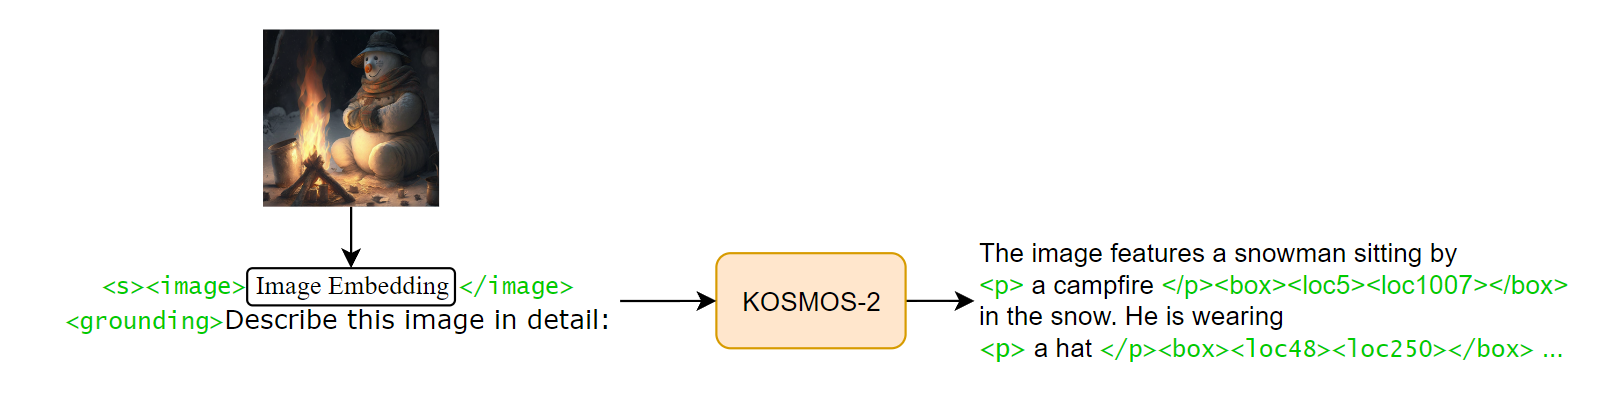 <s><image> Image Embedding </image>
<grounding>Describe this image in detail:
KOSMOS-2
The image features a snowman sitting by
<p> a campfire </p><box><loc5><loc1007></box>
in the snow. He is wearing
<p> a hat </p><box><loc48><loc250></box> ...